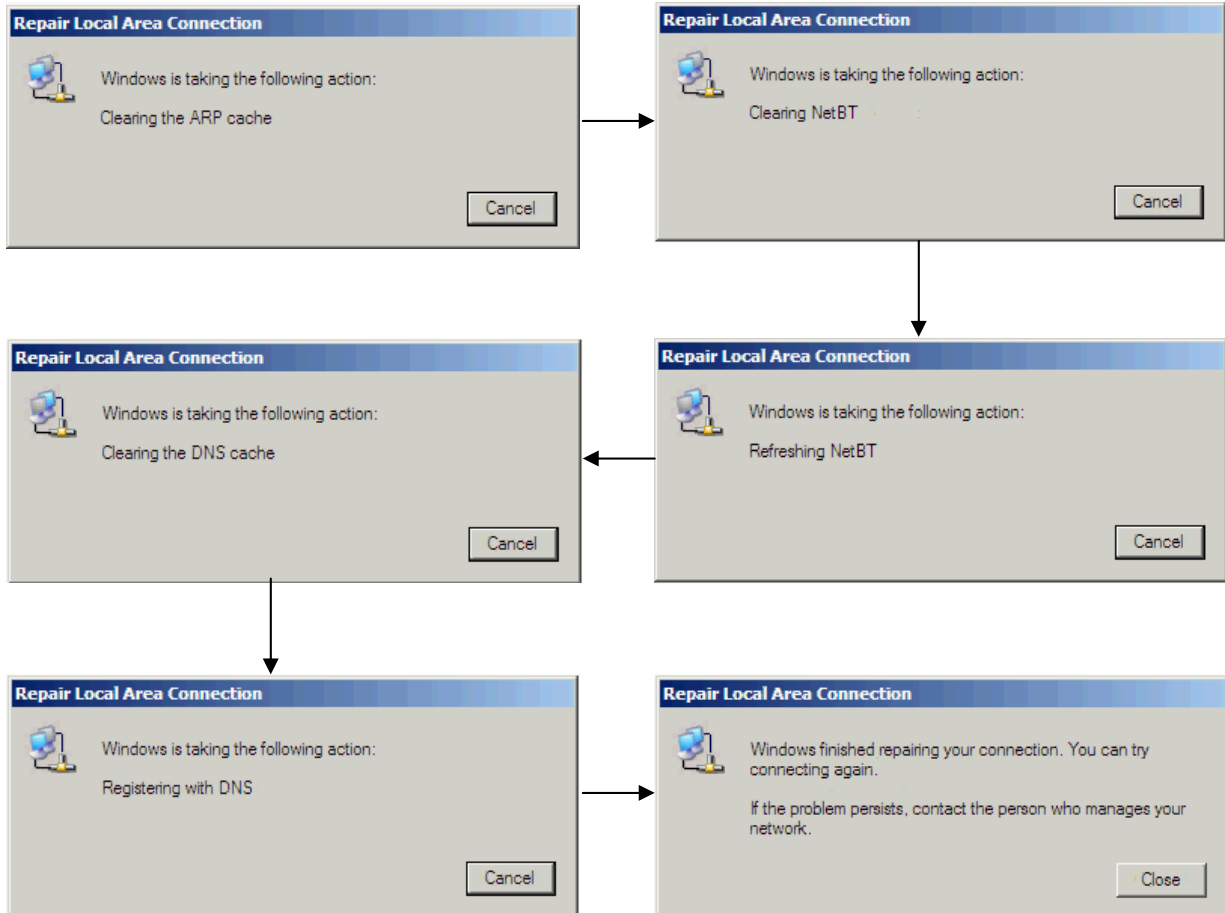 Repair Local Area Connection
Windows is taking the following action:
Clearing the ARP cache
Cancel
Repair Local Area Connection
Windows is taking the following action:
Clearing NetBT
Cancel
Repair Local Area Connection
Windows is taking the following action:
Refreshing NetBT
Cancel
Repair Local Area Connection
Windows is taking the following action:
Clearing the DNS cache
Cancel
Repair Local Area Connection
Windows is taking the following action:
Registering with DNS
Cancel
Repair Local Area Connection
Windows finished repairing your connection. You can try
connecting again.
If the problem persists, contact the person who manages your
network.
Close